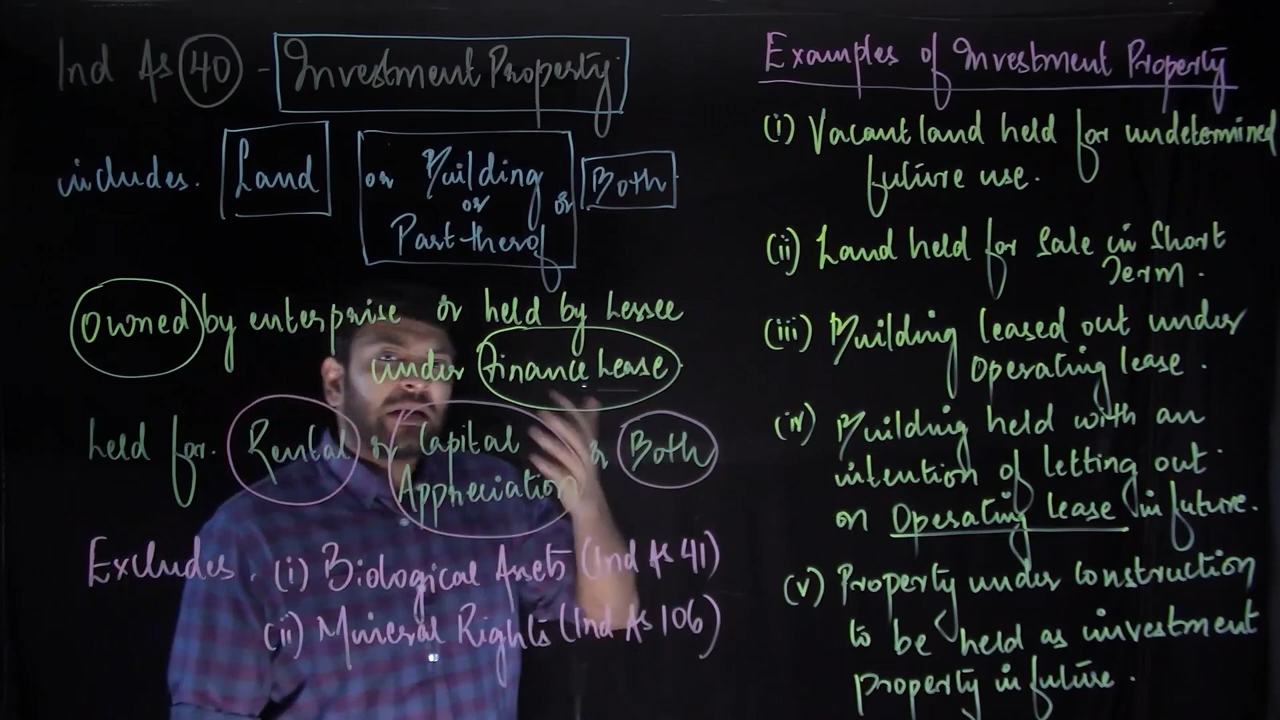 Ind As 40 - Investment Property
includes. Land or Building or Both
or
Part therof
Owned by enterprise or held by Lessee
under Finance Lease.
held for. Rental or Capital or Both
Appreciation
Excludes. (i) Biological Assets (Ind As 41)
(ii) Mineral Rights (Ind As 106)
Examples of Investment Property
(i) Vacant land held for undetermined
future use.
(ii) Land held for Sale in Short
Term.
(iii) Building leased out under
Operating lease.
(iv) Building held with an
intention of letting out
on Operating lease in future.
(v) Property under construction
to be held as investment
property in future.